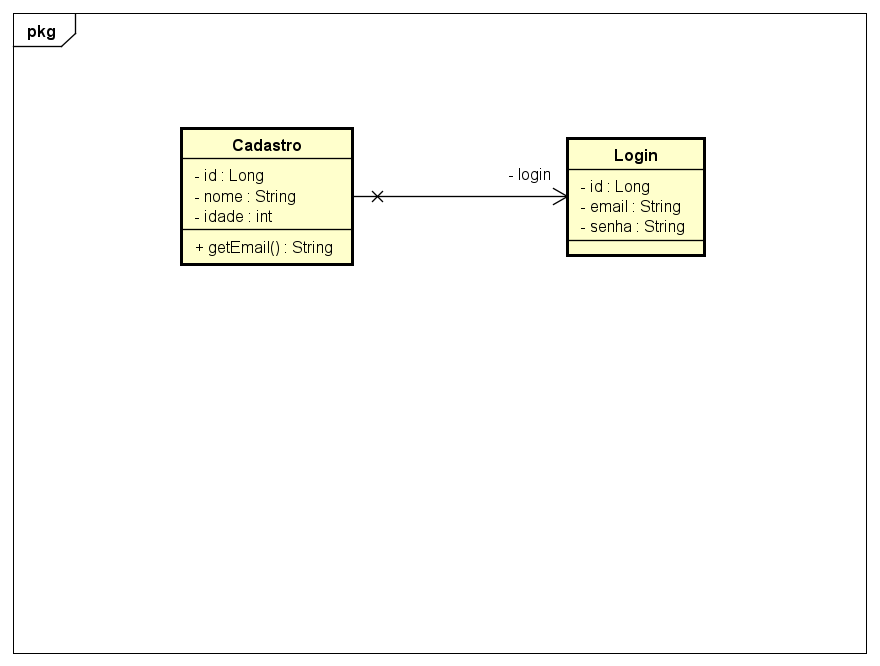 pkg
Cadastro
- id : Long
- nome : String
- idade : int
+ getEmail() : String
- login
Login
- id : Long
- email : String
- senha : String